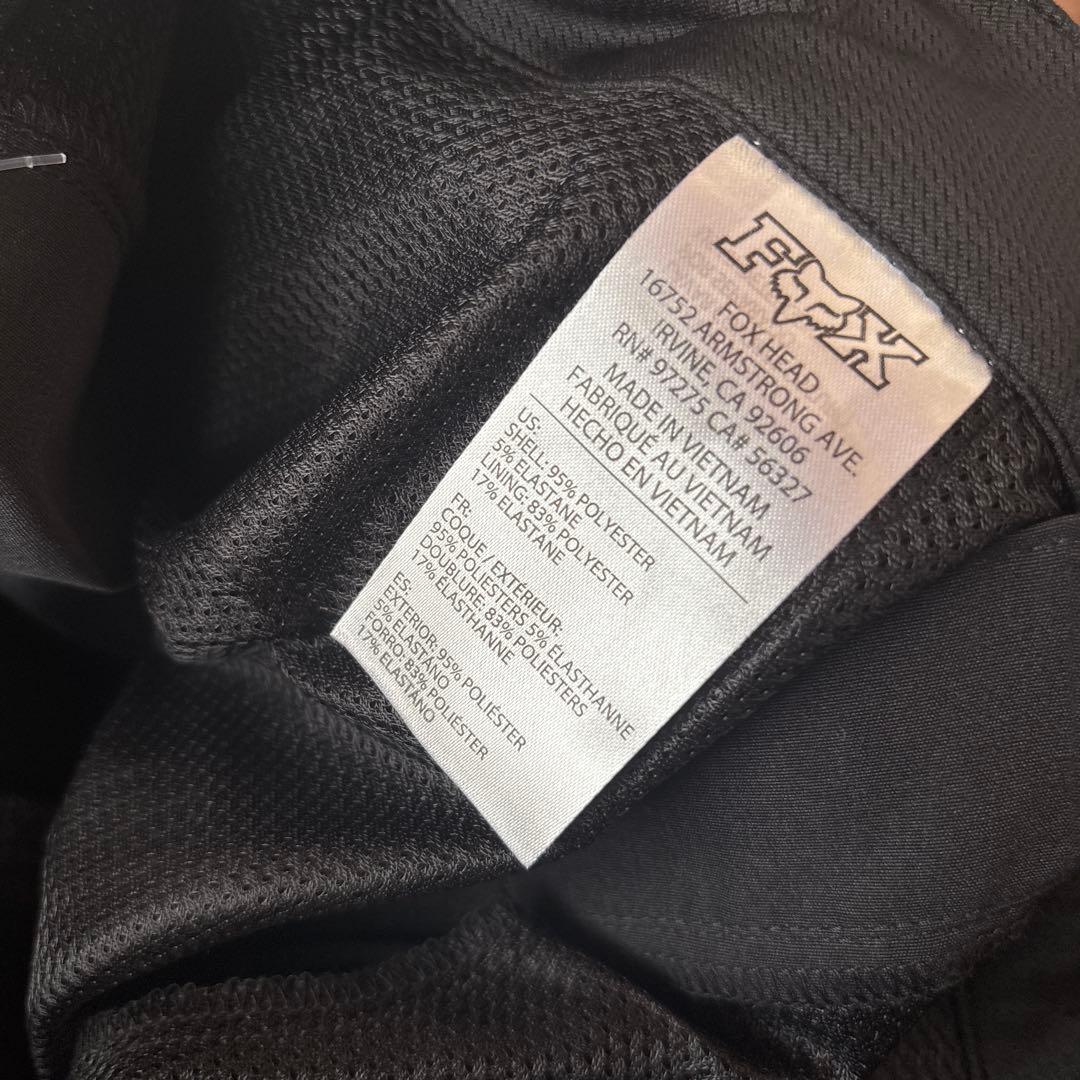 FOX
FOX HEAD
16752 ARMSTRONG AVE.
IRVINE, CA 92606
RN# 97275 CA# 56327
MADE IN VIETNAM
FABRIQUÉ AU VIETNAM
HECHO EN VIETNAM
US:
SHELL: 95% POLYESTER
5% ELASTANE
LINING: 83% POLYESTER
17% ELASTANE
FR.
COQUE / EXTÉRIEUR:
95% POLIESTERS 5% ÉLASTHANNE
DOUBLURE: 83% POLIESTERS
17% ÉLASTHANNE
ES:
EXTERIOR: 95% POLIÉSTER
5% ELASTANO
FORRO: 83% POLIÉSTER
17% ELASTANO